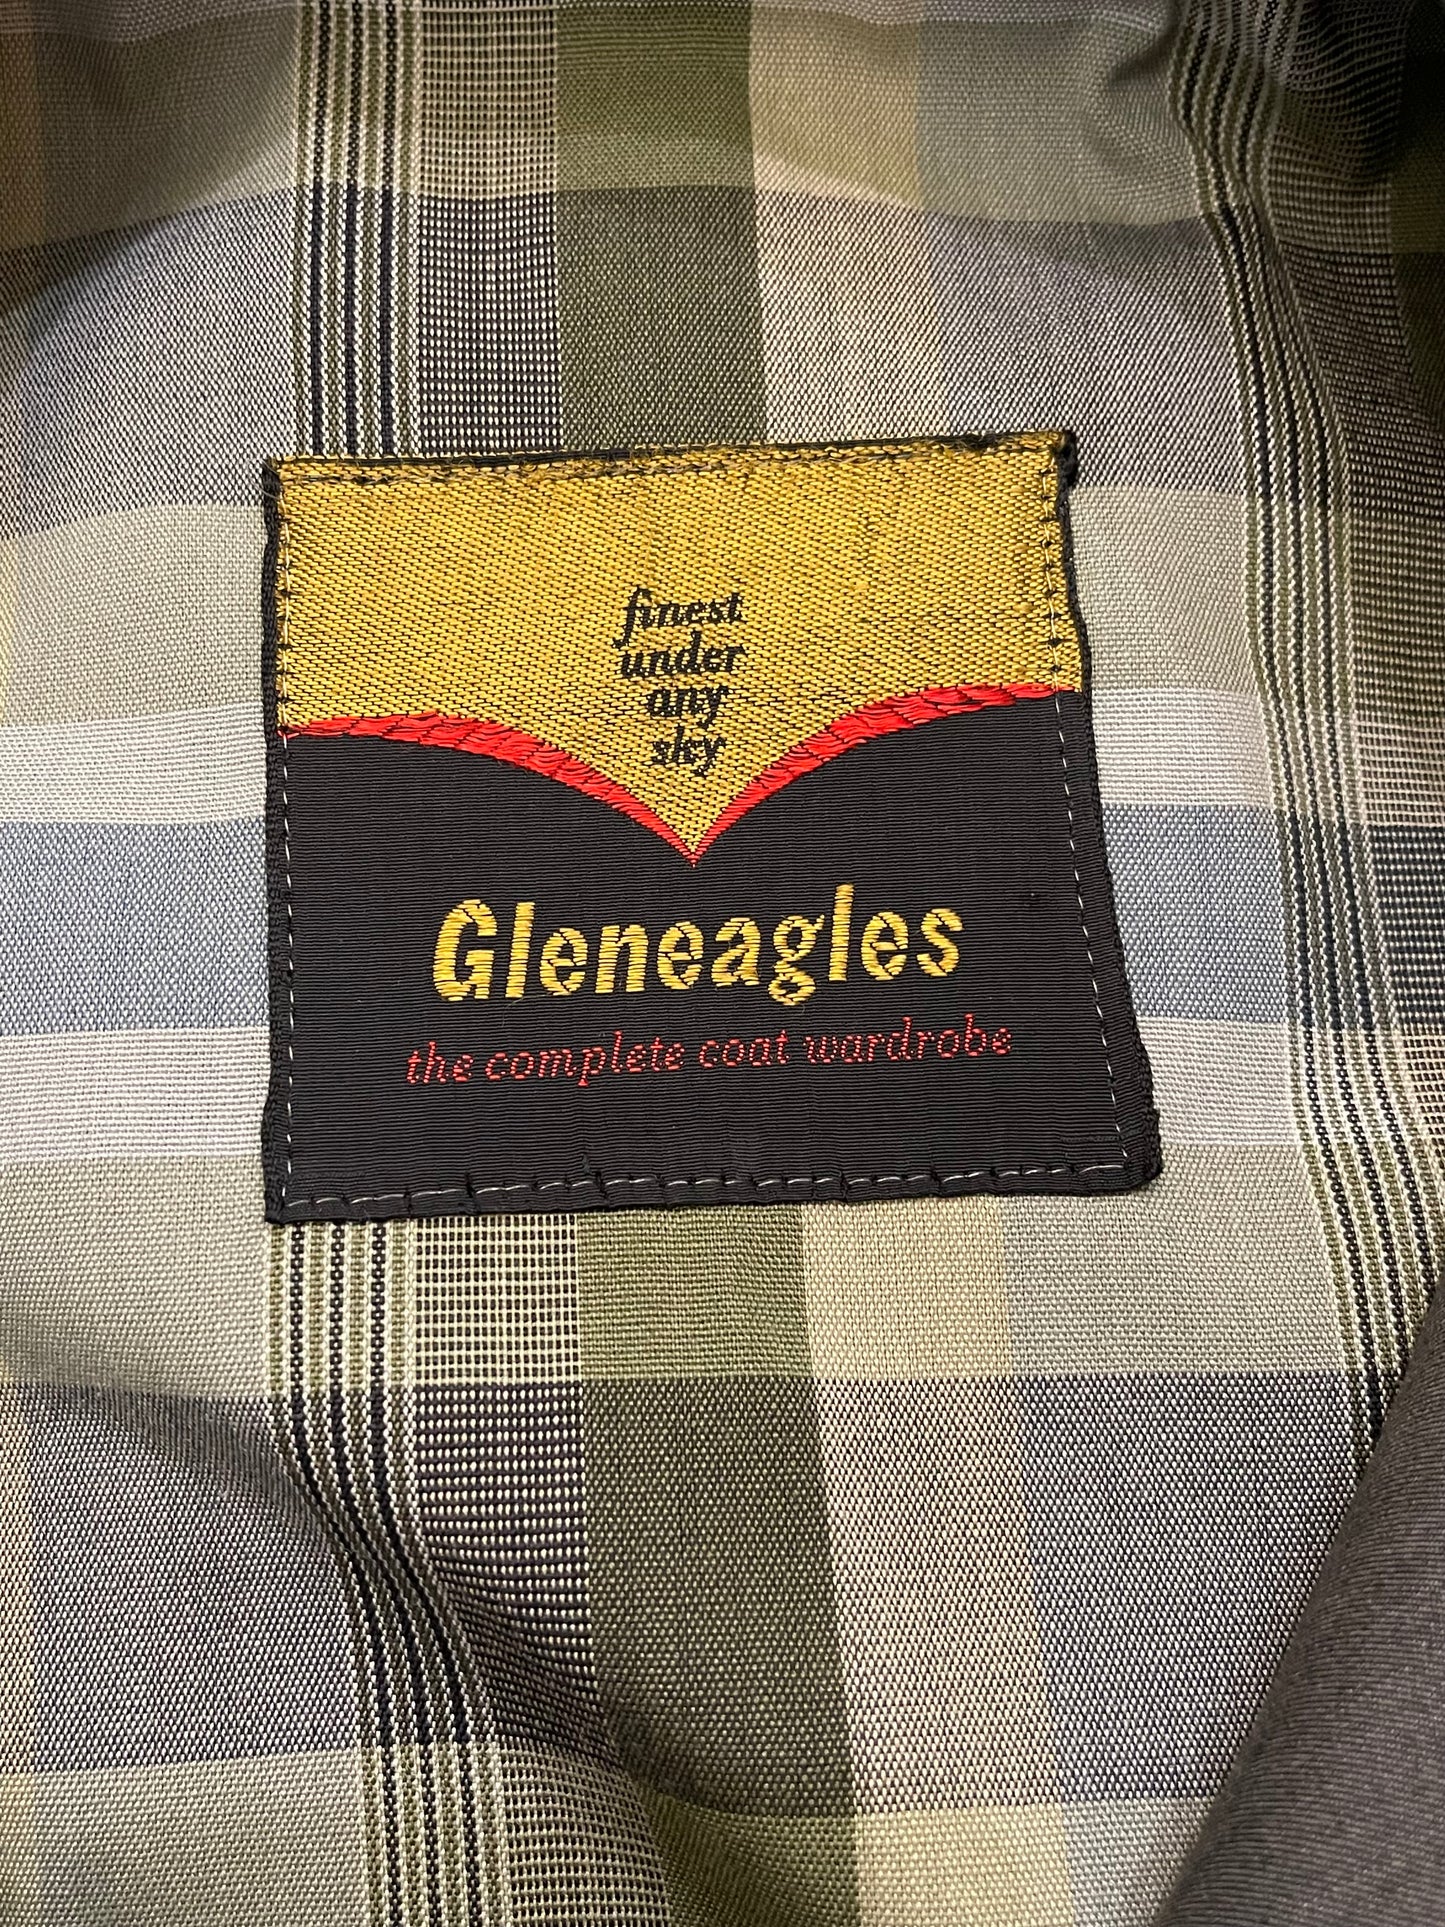 finest
under
any
sky
Gleneagles
the complete coat wardrobe